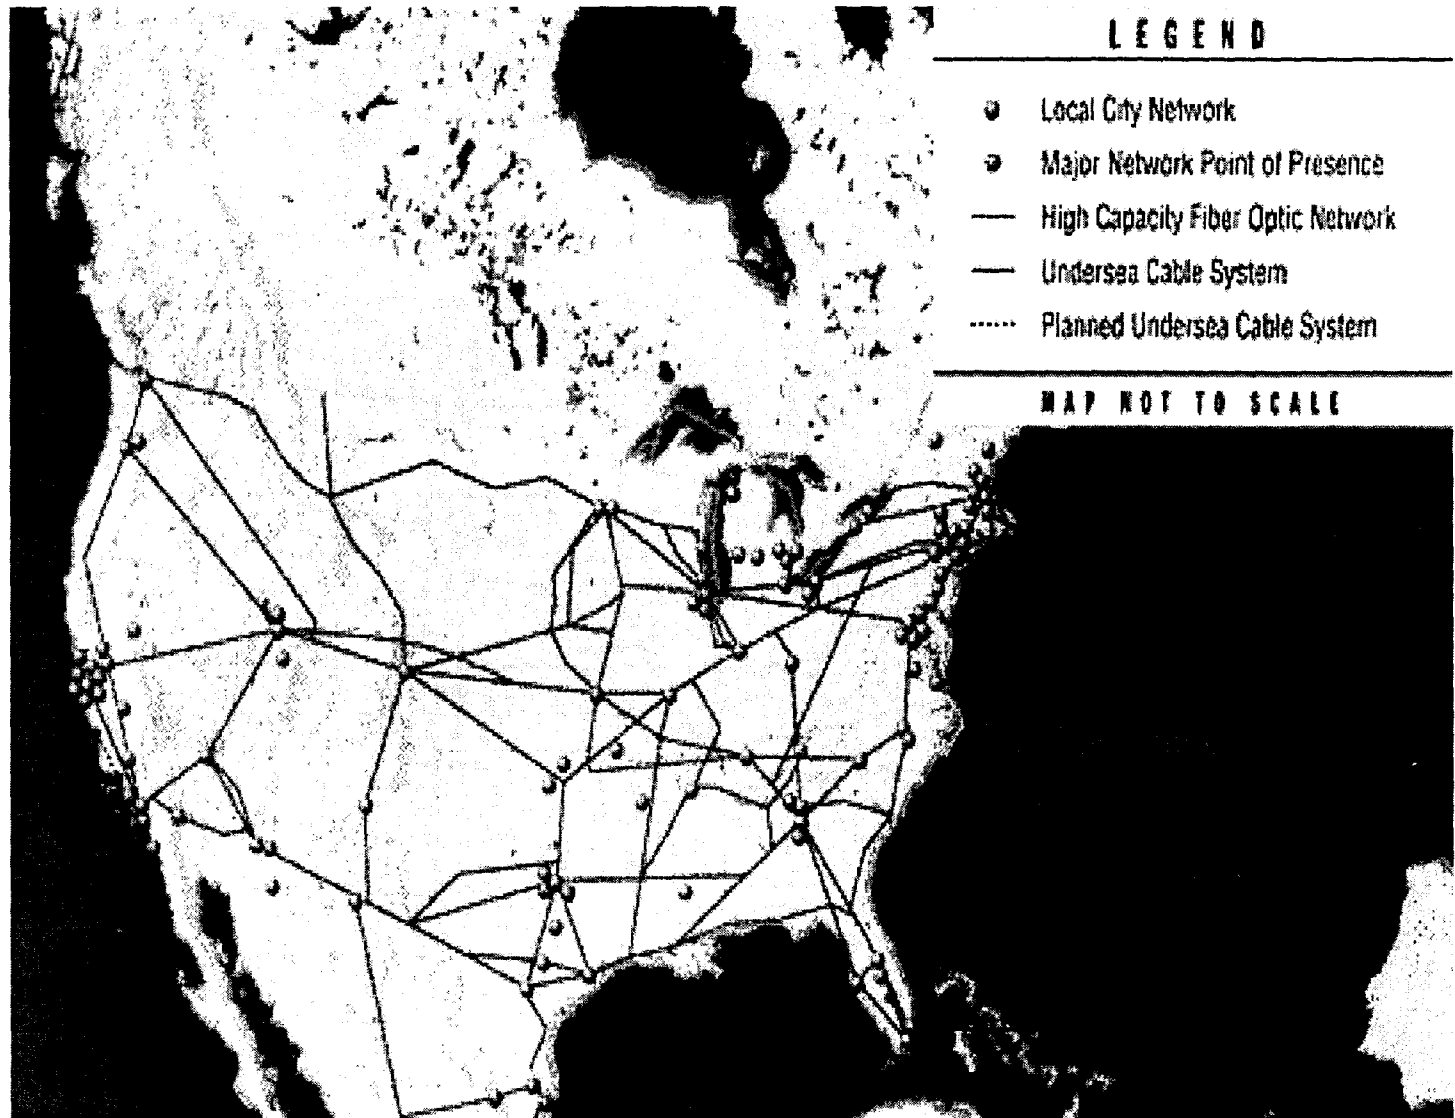 LEGEND
Local City Network
Major Network Point of Presence
High Capacity Fiber Optic Network
Undersea Cable System
Planned Undersea Cable System
MAP NOT TO SCALE